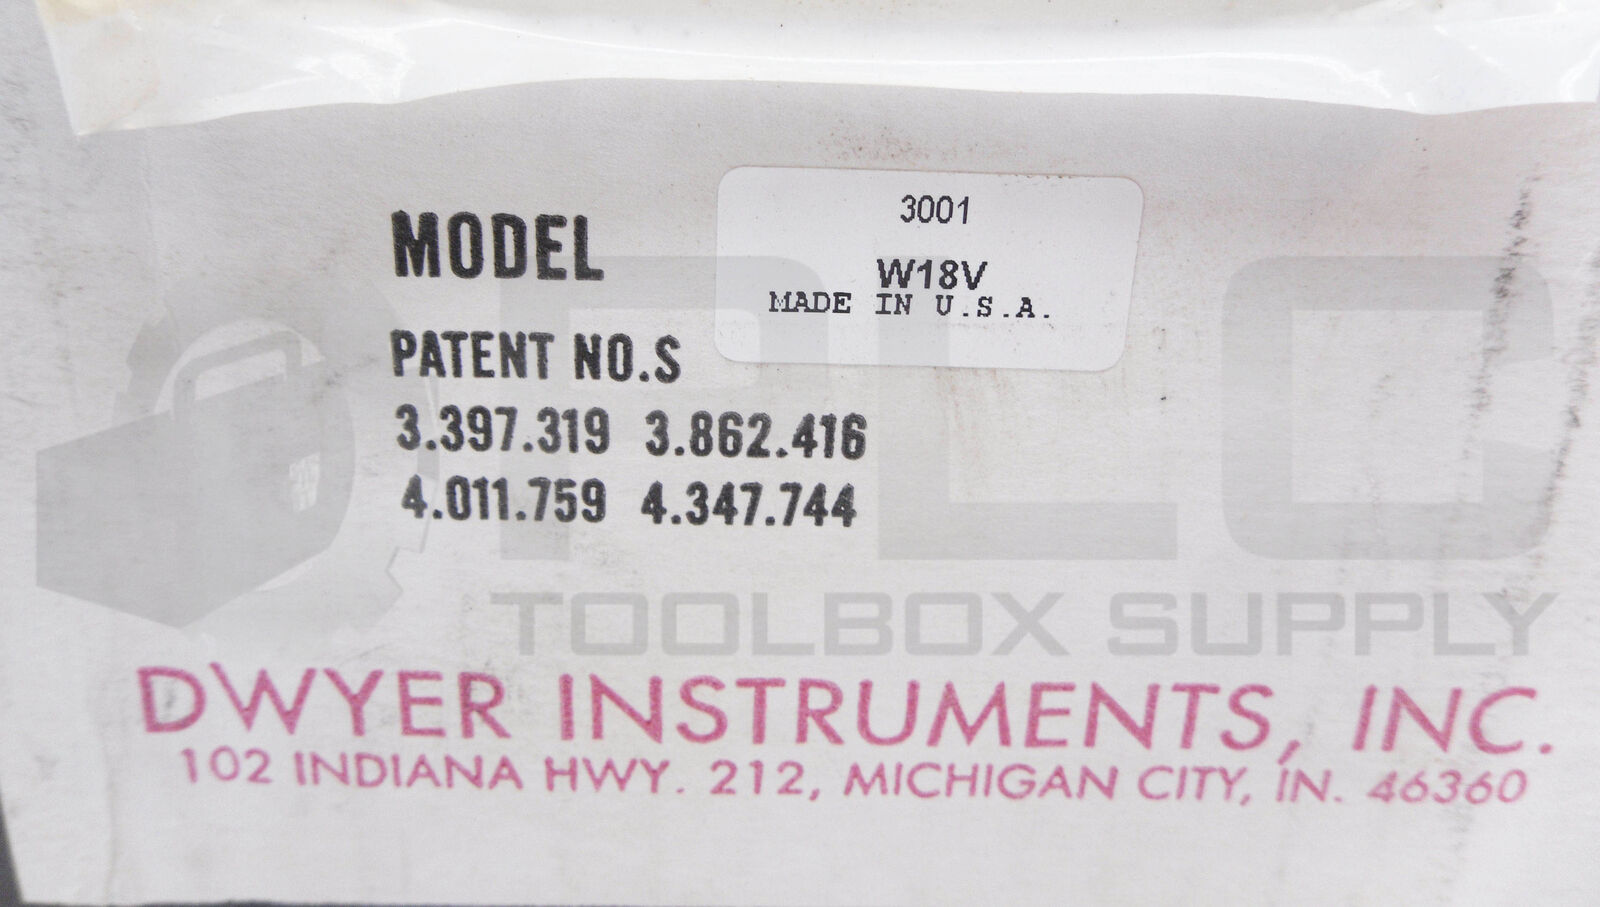 3001
MODEL
W18V
MADE IN U.S.A.
PATENT NO.S
3.397.319 3.862.416
4.011.759 4.347.744
PLC
TOOLBOX SUPPLY
DWYER INSTRUMENTS, INC.
102 INDIANA HWY. 212, MICHIGAN CITY, IN. 46360